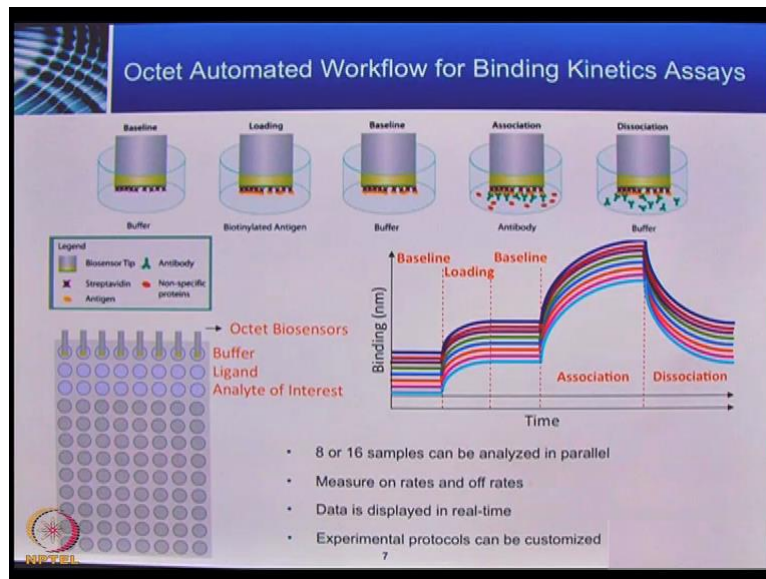 Octet Automated Workflow for Binding Kinetics Assays
Baseline
Loading
Baseline
Association
Dissociation
Buffer
Biotinylated Antigen
Buffer
Antibody
Buffer
Legend
Biosensor Tip
Antibody
Streptavidin
Non-specific
proteins
Antigen
Octet Biosensors
Buffer
Ligand
Analyte of Interest
Baseline
Loading
Baseline
Association
Dissociation
Binding (nm)
Time
• 8 or 16 samples can be analyzed in parallel
• Measure on rates and off rates
• Data is displayed in real-time
• Experimental protocols can be customized
7
NPTEL